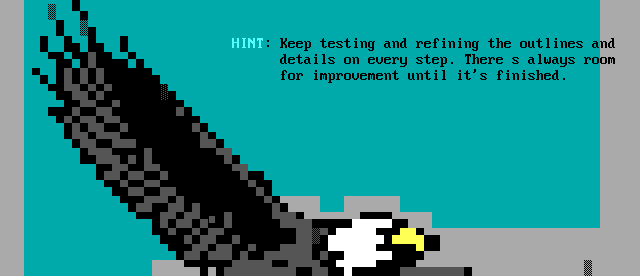 HINT: Keep testing and refining the outlines and
details on every step. There s always room
for improvement until it's finished.